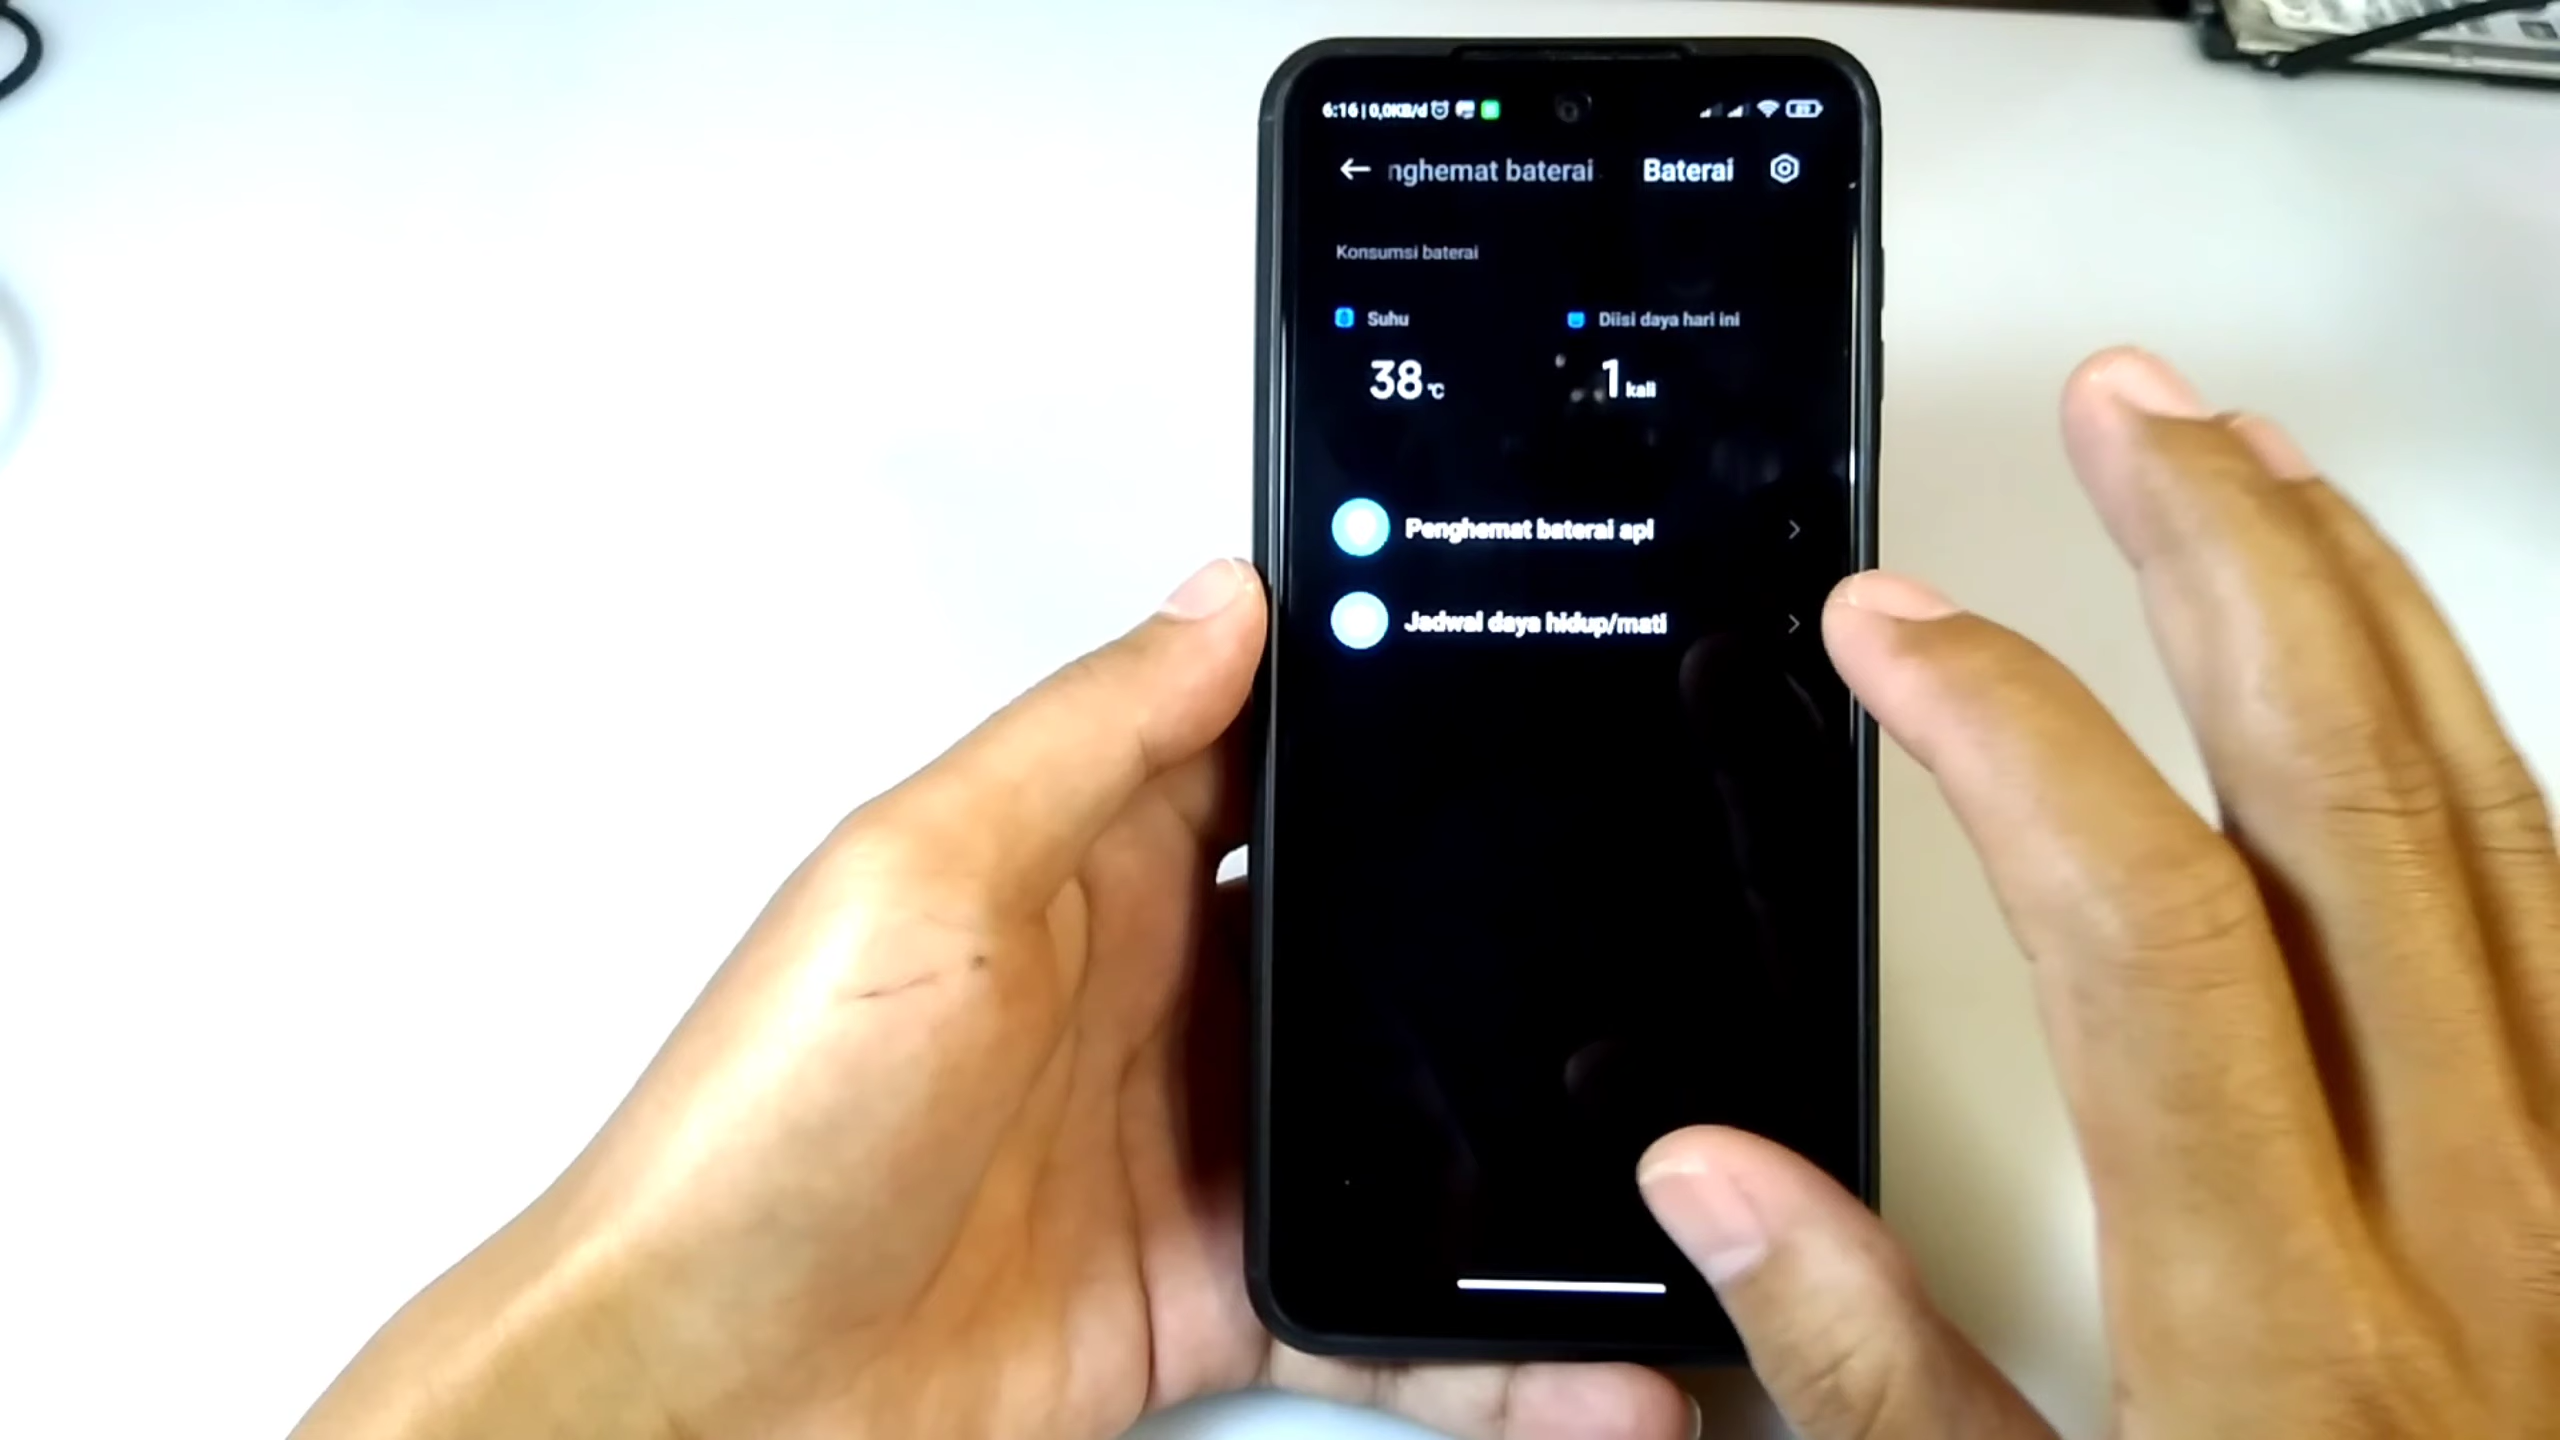 6:16 | 0,0KB/d
nghemat baterai Baterai
Konsumsi baterai
Suhu Diisi daya hari ini
38 °C 1 kali
Penghemat baterai apl
Jadwal daya hidup/mati